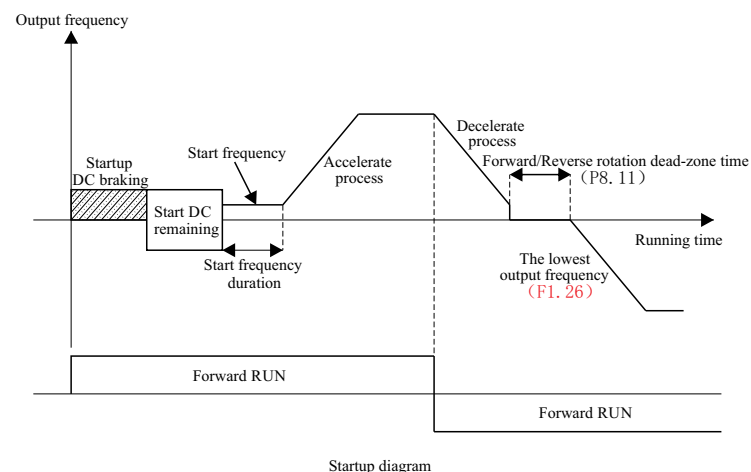 Output frequency
Startup
DC braking
Start frequency
Start DC
remaining
Start frequency
duration
Accelerate
process
Decelerate
process
Forward/Reverse rotation dead-zone time
（P8. 11）
Running time
The lowest
output frequency
（F1. 26）
Forward RUN
Forward RUN
Startup diagram